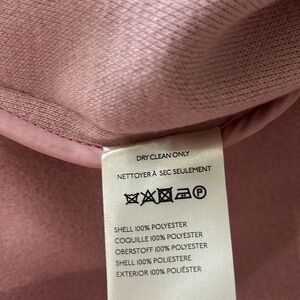 DRY CLEAN ONLY
NETTOYER À SEC SEULEMENT
P
SHELL 100% POLYESTER
COQUILLE 100% POLYESTER
OBERSTOFF 100% POLYESTER
SHELL 100% POLIESTERE
EXTERIOR 100% POLIÉSTER